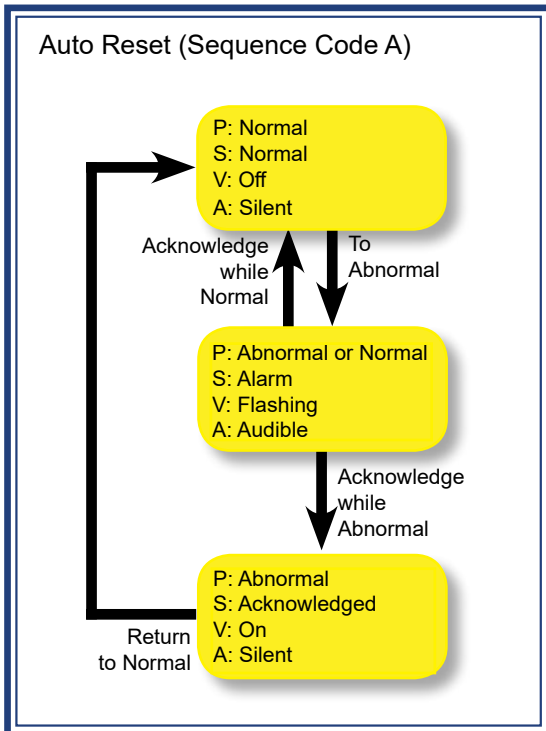 Auto Reset (Sequence Code A)
P: Normal
S: Normal
V: Off
A: Silent
Acknowledge
while
Normal
To
Abnormal
P: Abnormal or Normal
S: Alarm
V: Flashing
A: Audible
Acknowledge
while
Abnormal
P: Abnormal
S: Acknowledged
V: On
A: Silent
Return
to Normal